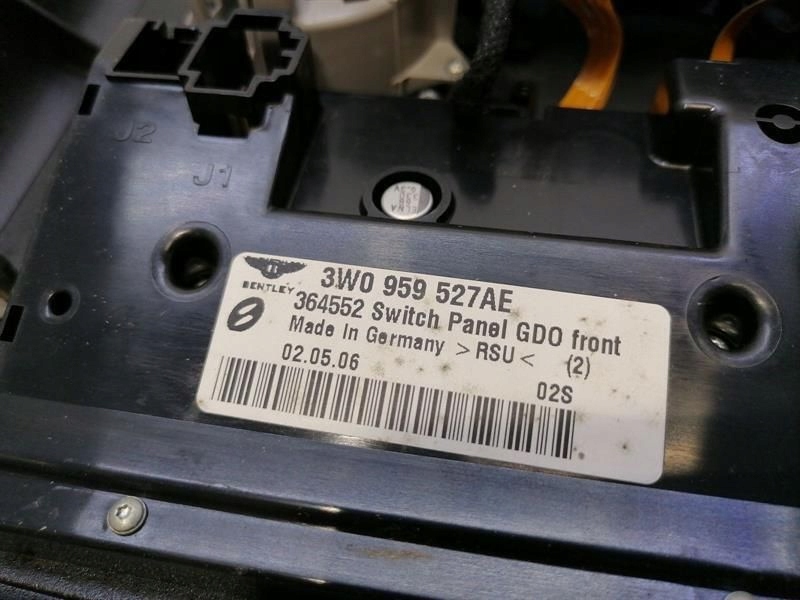 J2
J1
BENTLEY
3W0 959 527AE
364552 Switch Panel GDO front
Made in Germany >RSU< (2)
02.05.06
02S